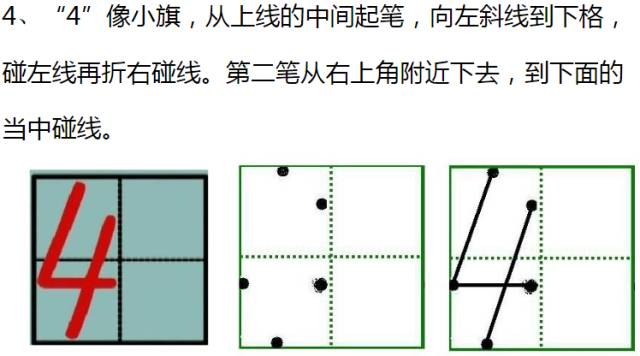 4、“4”像小旗，从上线的中间起笔，向左斜线到下格，
碰左线再折右碰线。第二笔从右上角附近下去，到下面的
当中碰线。
4 4